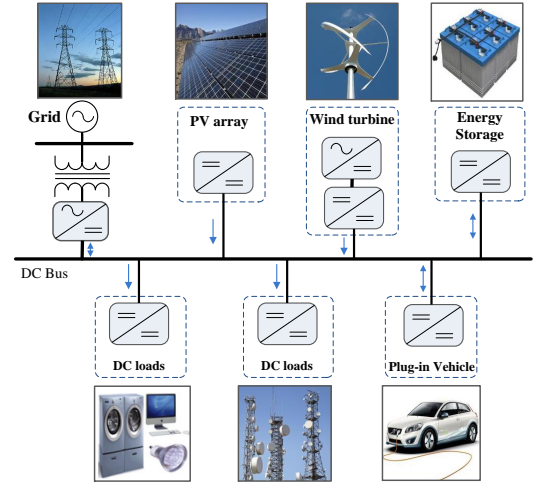 Grid
PV array
Wind turbine
Energy
Storage
DC Bus
DC loads
DC loads
Plug-in Vehicle